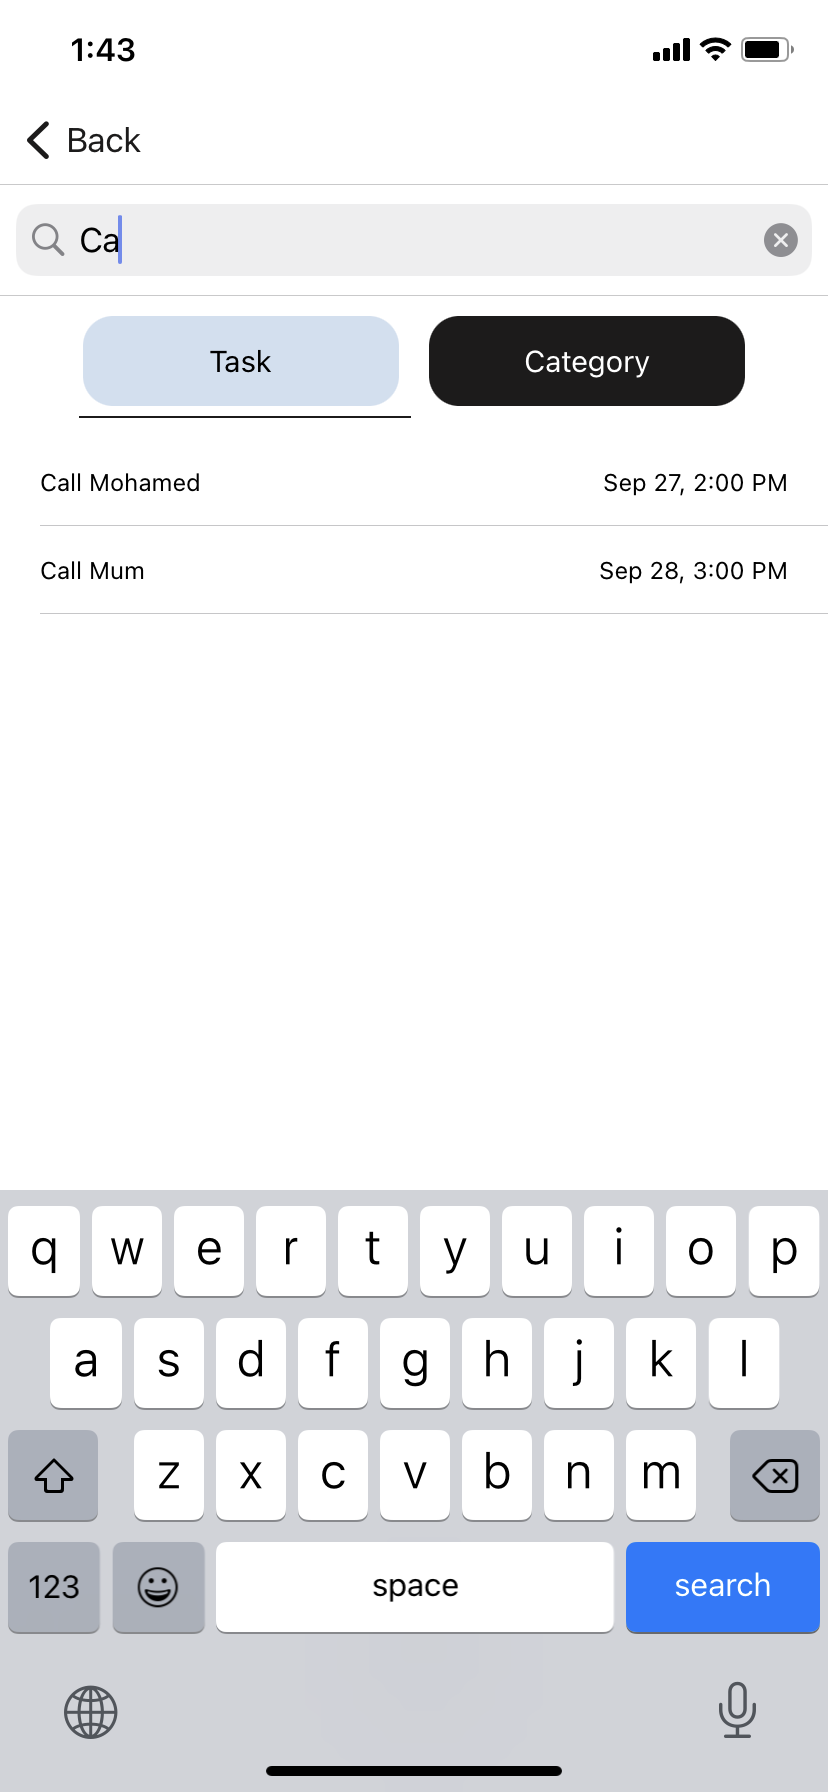 1:43
Back
Ca
Task Category
Call Mohamed Sep 27, 2:00 PM
Call Mum Sep 28, 3:00 PM
q w e r t y u i o p
a s d f g h j k l
z x c v b n m
123 space search